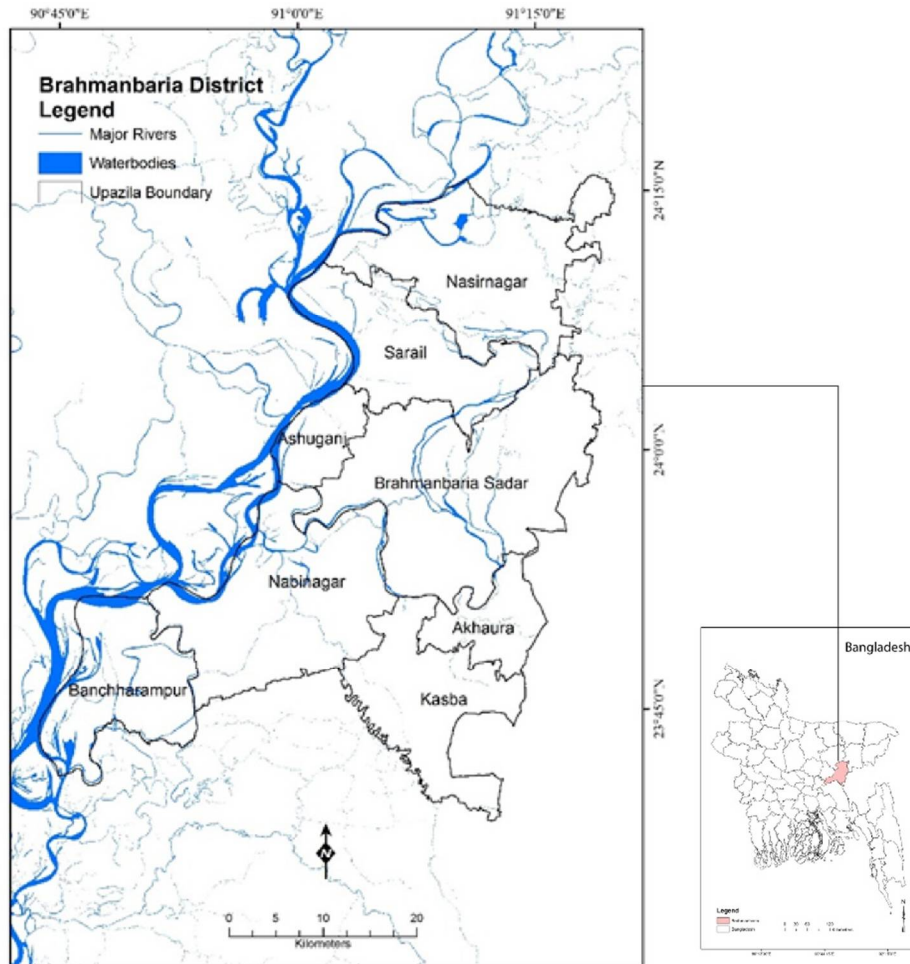 90°45'0"E
91°0'0"E
91°15'0"E
Brahmanbaria District
Legend
Major Rivers
Waterbodies
Upazila Boundary
24°15'0"N
Nasirnagar
Sarail
24°0'0"N
Ashuganj
Brahmanbaria Sadar
Nabinagar
Akhaura
Banchharampur
Kasba
23°45'0"N
N
0 5 10 20
Kilometers
Bangladesh
N
Legend
Bangladesh